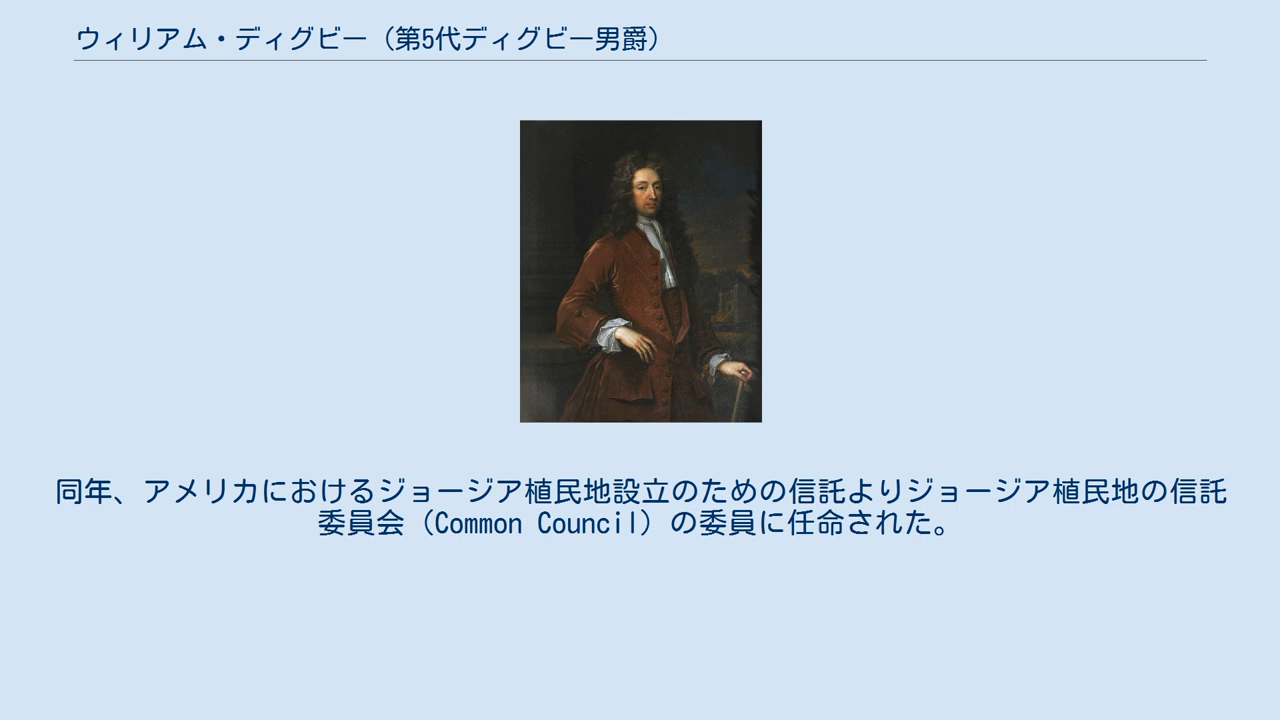 ウィリアム・ディグビー（第5代ディグビー男爵）
同年、アメリカにおけるジョージア植民地設立のための信託よりジョージア植民地の信託
委員会（Common Council）の委員に任命された。